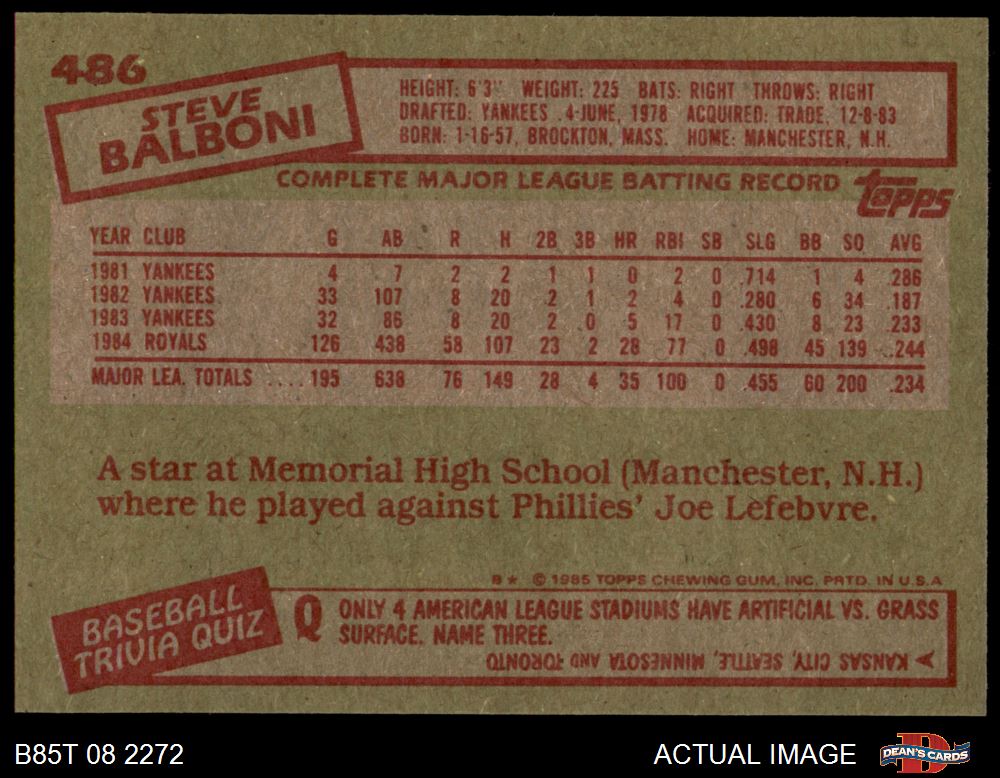 486
STEVE
BALBONI
HEIGHT: 6'3" WEIGHT: 225 BATS: RIGHT THROWS: RIGHT
DRAFTED: YANKEES #4-JUNE, 1978 ACQUIRED: TRADE, 12-8-83
BORN: 1-16-57, BROCKTON, MASS. HOME: MANCHESTER, N.H.
COMPLETE MAJOR LEAGUE BATTING RECORD
topps
YEAR CLUB G AB R H 2B 3B HR RBI SB SLG BB SO AVG
1981 YANKEES 4 7 2 2 1 1 0 2 0 .714 1 4 .286
1982 YANKEES 33 107 8 20 2 1 2 4 0 .280 6 34 .187
1983 YANKEES 32 86 8 20 2 0 5 17 0 .430 8 23 .233
1984 ROYALS 126 438 58 107 23 2 28 77 0 .498 45 139 .244
MAJOR LEA. TOTALS .... 195 638 76 149 28 4 35 100 0 .455 60 200 .234
A star at Memorial High School (Manchester, N.H.)
where he played against Phillies' Joe Lefebvre.
B* © 1985 TOPPS CHEWING GUM, INC. PRTD. IN U.S.A
BASEBALL
TRIVIA QUIZ
Q ONLY 4 AMERICAN LEAGUE STADIUMS HAVE ARTIFICIAL VS. GRASS
SURFACE. NAME THREE.
A KANSAS CITY, SEATTLE, MINNESOTA AND TORONTO
B85T 08 2272
ACTUAL IMAGE
DEAN'S CARDS